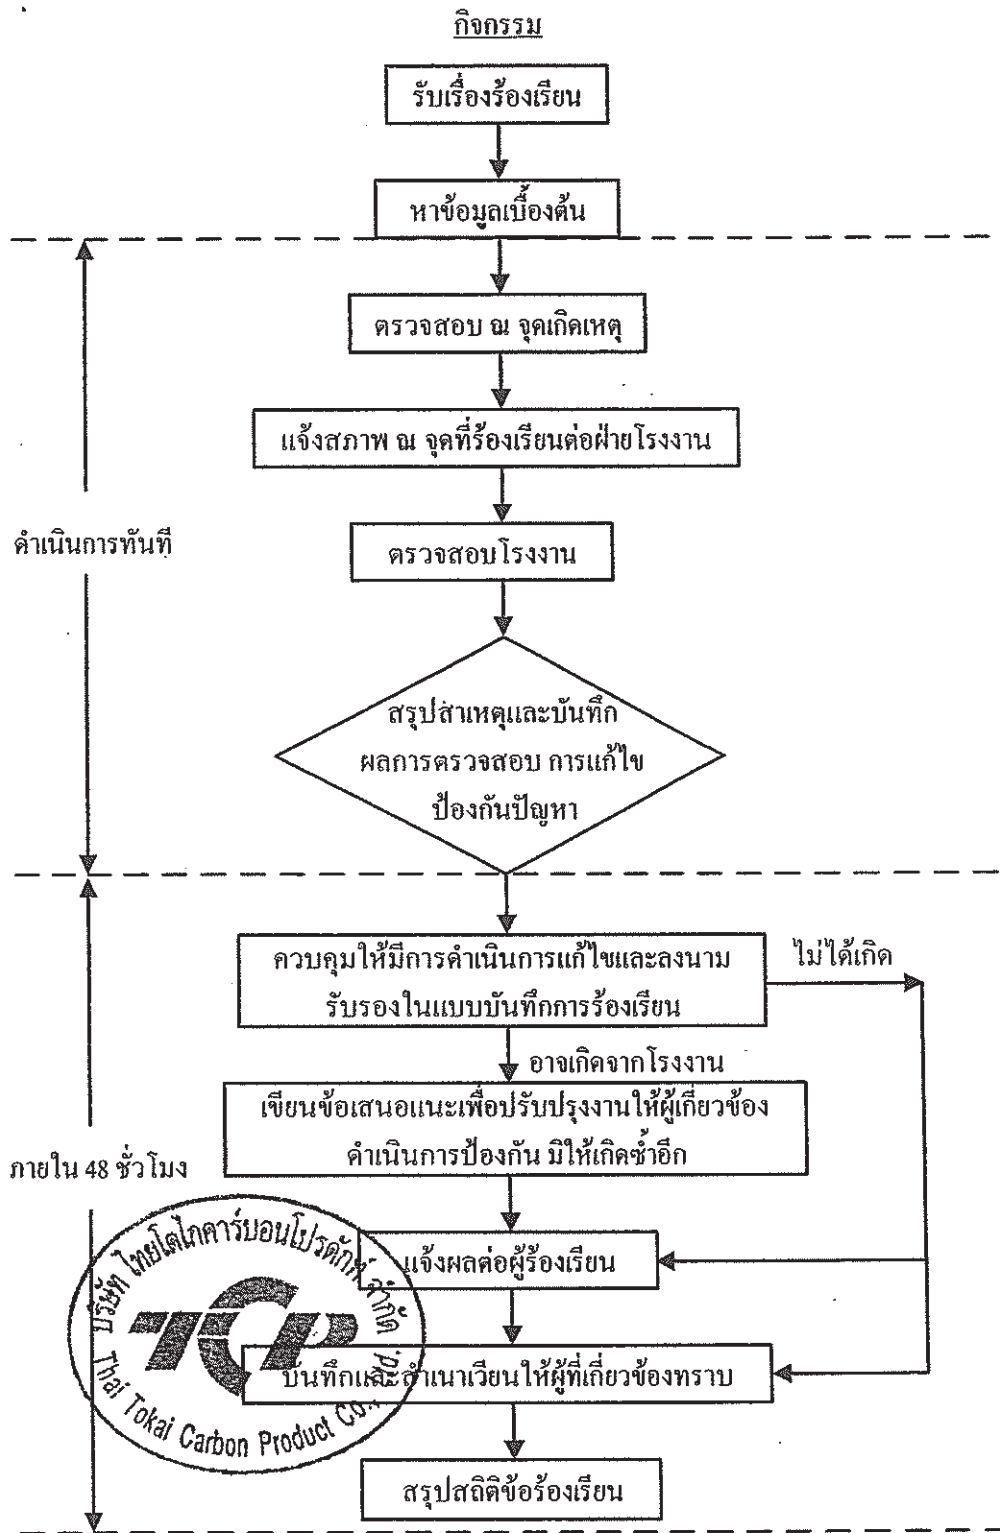 กิจกรรม
รับเรื่องร้องเรียน
หาข้อมูลเบื้องต้น
ตรวจสอบ ณ จุดเกิดเหตุ
แจ้งสภาพ ณ จุดที่ร้องเรียนต่อฝ่ายโรงงาน
ดำเนินการทันที
ตรวจสอบโรงงาน
สรุปสาเหตุและบันทึก
ผลการตรวจสอบ การแก้ไข
ป้องกันปัญหา
ควบคุมให้มีการดำเนินการแก้ไขและลงนาม
รับรองในแบบบันทึกการร้องเรียน
ไม่ได้เกิด
อาจเกิดจากโรงงาน
เขียนข้อเสนอแนะเพื่อปรับปรุงงานให้ผู้เกี่ยวข้อง
ดำเนินการป้องกัน มิให้เกิดซ้ำอีก
ภายใน 48 ชั่วโมง
แจ้งผลต่อผู้ร้องเรียน
บันทึกและสำเนาเวียนให้ผู้ที่เกี่ยวข้องทราบ
สรุปสถิติข้อร้องเรียน
บริษัท ไทยโตไกคาร์บอนโปรดักท์ จำกัด
TCP
Thai Tokai Carbon Product Co., Ltd.